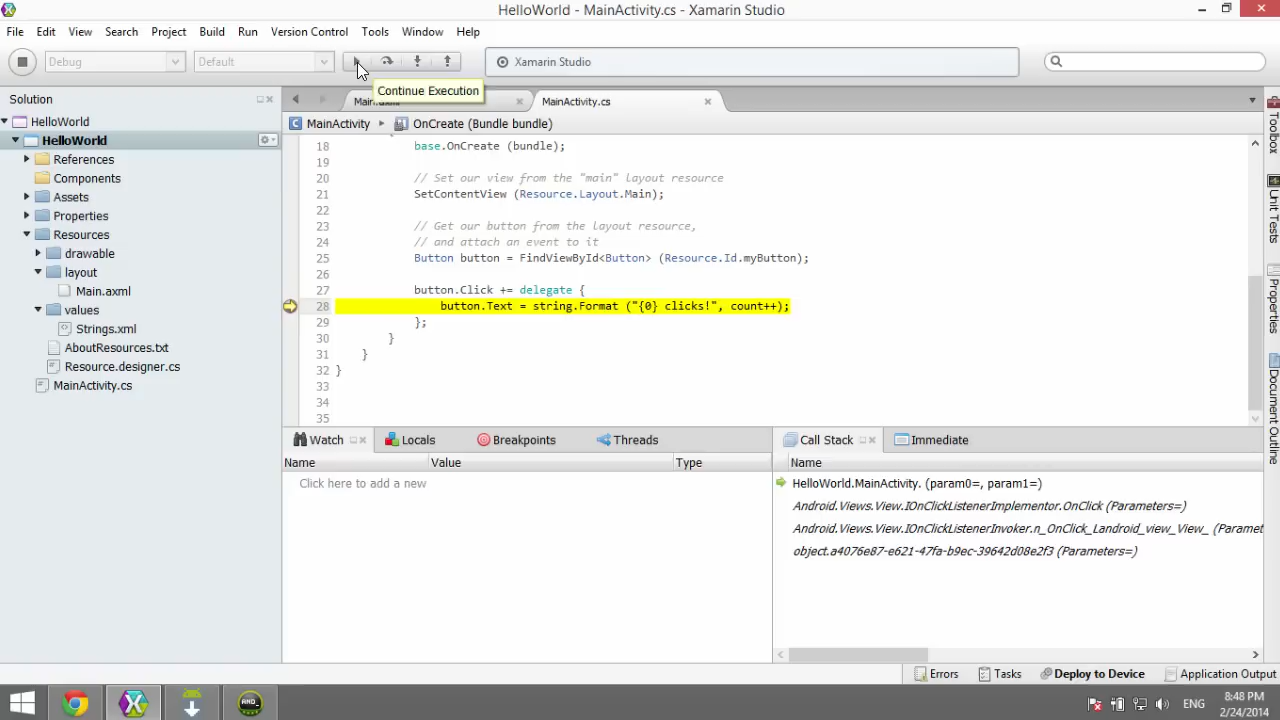 HelloWorld - MainActivity.cs - Xamarin Studio
File Edit View Search Project Build Run Version Control Tools Window Help
Debug Default Xamarin Studio
Continue Execution
Solution
HelloWorld
HelloWorld
References
Components
Assets
Properties
Resources
drawable
layout
Main.axml
values
Strings.xml
AboutResources.txt
Resource.designer.cs
MainActivity.cs
Main.axml MainActivity.cs
MainActivity OnCreate (Bundle bundle)
18 base.OnCreate (bundle);
19
20 // Set our view from the "main" layout resource
21 SetContentView (Resource.Layout.Main);
22
23 // Get our button from the layout resource,
24 // and attach an event to it
25 Button button = FindViewById<Button> (Resource.Id.myButton);
26
27 button.Click += delegate {
28 button.Text = string.Format ("{0} clicks!", count++);
29 };
30 }
31 }
32 }
33
34
35
Toolbox
Unit Tests
Properties
Document Outline
Watch Locals Breakpoints Threads
Name Value Type
Click here to add a new
Call Stack Immediate
Name
HelloWorld.MainActivity. (param0=, param1=)
Android.Views.View.IOnClickListenerImplementor.OnClick (Parameters=)
Android.Views.View.IOnClickListenerInvoker.n_OnClick_Landroid_view_View_ (Paramet
object.a4076e87-e621-47fa-b9ec-39642d08e2f3 (Parameters=)
Errors Tasks Deploy to Device Application Output
AND_
ENG
8:48 PM
2/24/2014